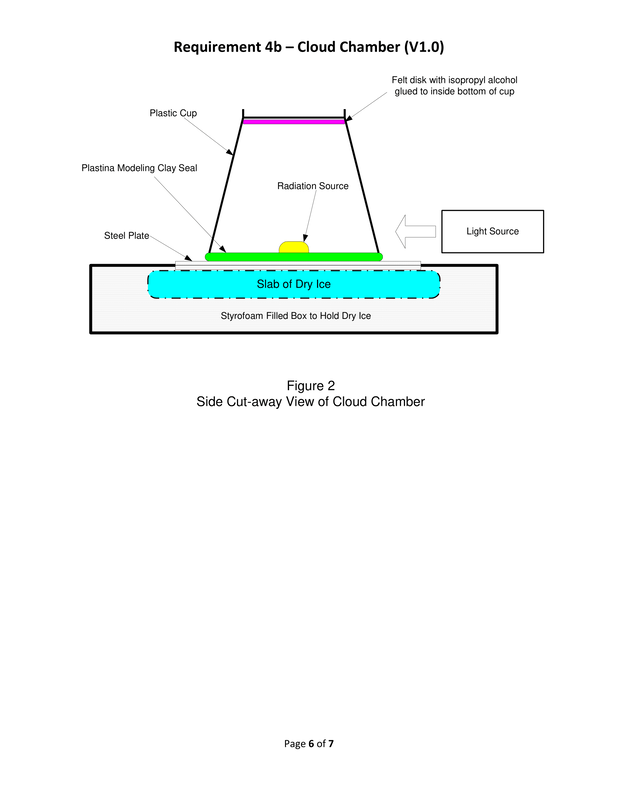 Requirement 4b – Cloud Chamber (V1.0)
Felt disk with isopropyl alcohol
glued to inside bottom of cup
Plastic Cup
Plastina Modeling Clay Seal
Radiation Source
Light Source
Steel Plate
Slab of Dry Ice
Styrofoam Filled Box to Hold Dry Ice
Figure 2
Side Cut-away View of Cloud Chamber
Page 6 of 7